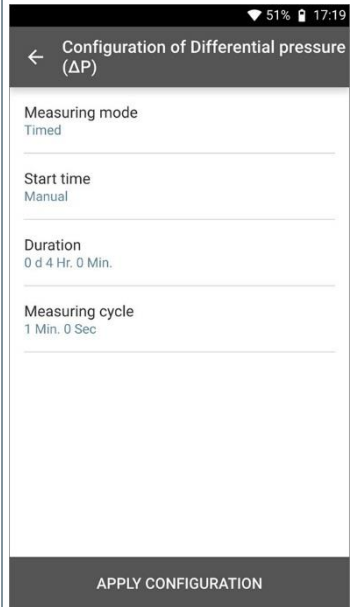 51% 17:19
Configuration of Differential pressure
(ΔP)
Measuring mode
Timed
Start time
Manual
Duration
0 d 4 Hr. 0 Min.
Measuring cycle
1 Min. 0 Sec
APPLY CONFIGURATION